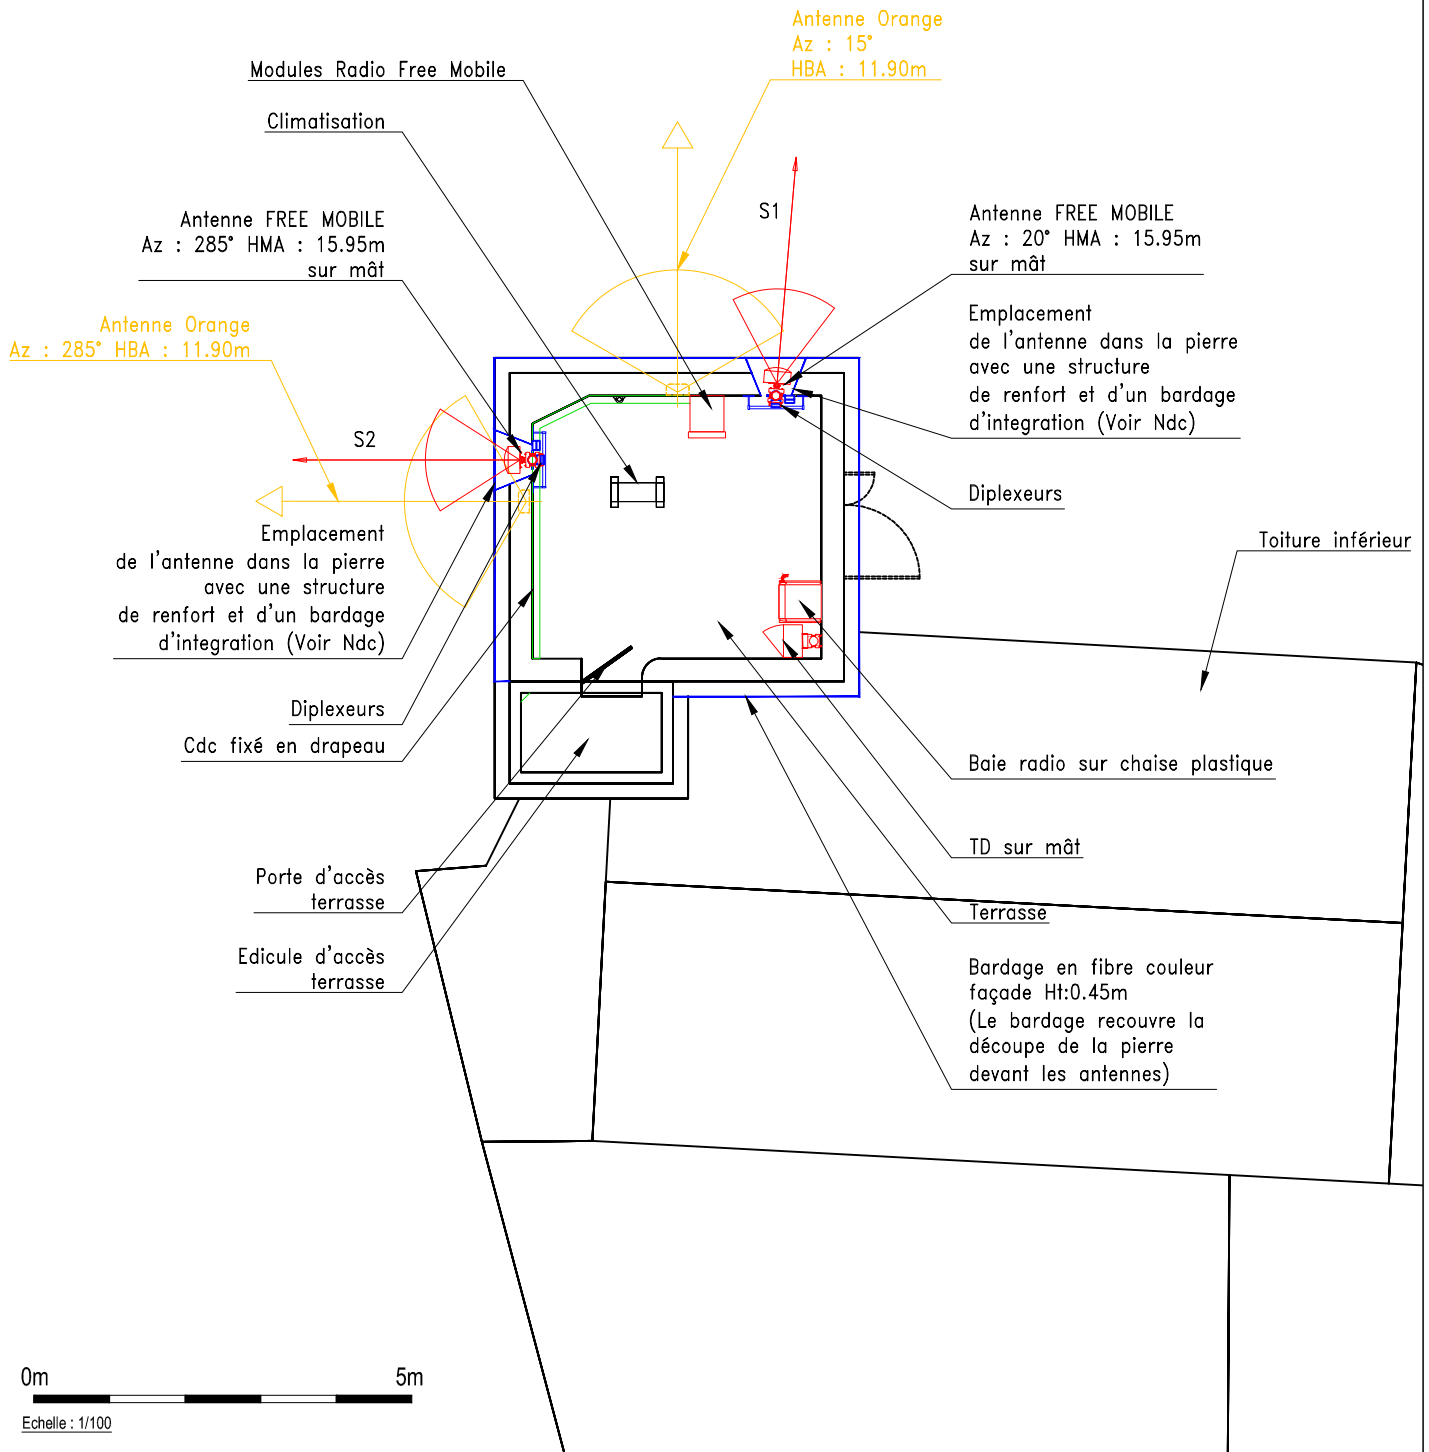 Antenne Orange
Az : 15°
HBA : 11.90m
Modules Radio Free Mobile
Climatisation
Antenne FREE MOBILE
Az : 285° HMA : 15.95m
sur mât
S1
Antenne FREE MOBILE
Az : 20° HMA : 15.95m
sur mât
Antenne Orange
Az : 285° HBA : 11.90m
Emplacement
de l'antenne dans la pierre
avec une structure
de renfort et d'un bardage
d'integration (Voir Ndc)
S2
Diplexeurs
Emplacement
de l'antenne dans la pierre
avec une structure
de renfort et d'un bardage
d'integration (Voir Ndc)
Toiture inférieur
Diplexeurs
Cdc fixé en drapeau
Baie radio sur chaise plastique
TD sur mât
Porte d'accès
terrasse
Terrasse
Edicule d'accès
terrasse
Bardage en fibre couleur
façade Ht:0.45m
(Le bardage recouvre la
découpe de la pierre
devant les antennes)
0m 5m
Echelle : 1/100